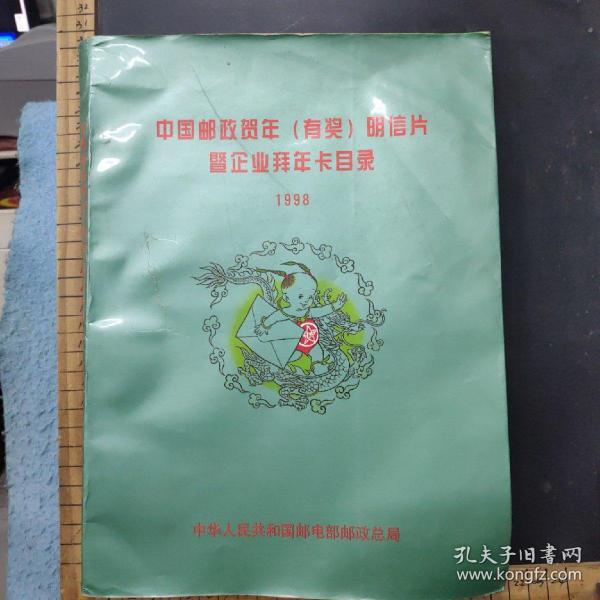 中国邮政贺年（有奖）明信片
暨企业拜年卡目录
1998
中华人民共和国邮电部邮政总局
孔夫子旧书网
www.kongfz.com